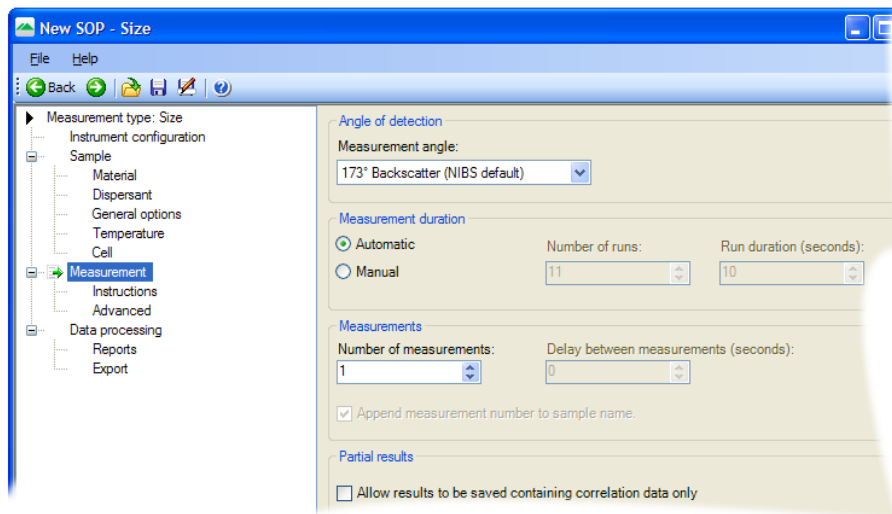 New SOP - Size
File Help
Back
Measurement type: Size
Instrument configuration
Sample
Material
Dispersant
General options
Temperature
Cell
Measurement
Instructions
Advanced
Data processing
Reports
Export
Angle of detection
Measurement angle:
173° Backscatter (NIBS default)
Measurement duration
Automatic
Manual
Number of runs:
Run duration (seconds):
11
10
Measurements
Number of measurements:
Delay between measurements (seconds):
1
0
Append measurement number to sample name.
Partial results
Allow results to be saved containing correlation data only